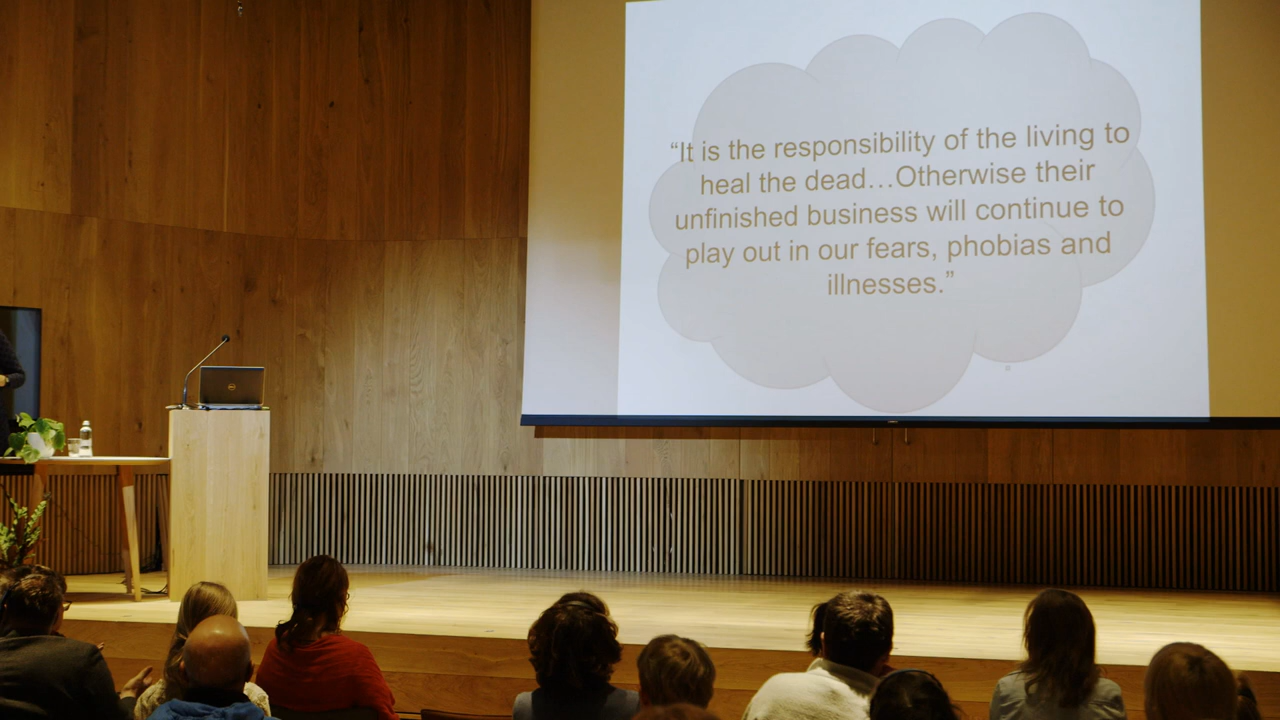 “It is the responsibility of the living to
heal the dead…Otherwise their
unfinished business will continue to
play out in our fears, phobias and
illnesses.”